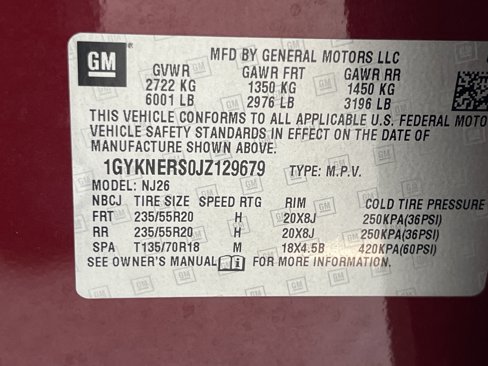 GM
MFD BY GENERAL MOTORS LLC
GVWR GAWR FRT GAWR RR
2722 KG 1350 KG 1450 KG
6001 LB 2976 LB 3196 LB
THIS VEHICLE CONFORMS TO ALL APPLICABLE U.S. FEDERAL MOTO
VEHICLE SAFETY STANDARDS IN EFFECT ON THE DATE OF
MANUFACTURE SHOWN ABOVE.
1GYKNERS0JZ129679 TYPE: M.P.V.
MODEL: NJ26
NBCJ TIRE SIZE SPEED RTG RIM COLD TIRE PRESSURE
FRT 235/55R20 H 20X8J 250KPA(36PSI)
RR 235/55R20 H 20X8J 250KPA(36PSI)
SPA T135/70R18 M 18X4.5B 420KPA(60PSI)
SEE OWNER'S MANUAL FOR MORE INFORMATION.